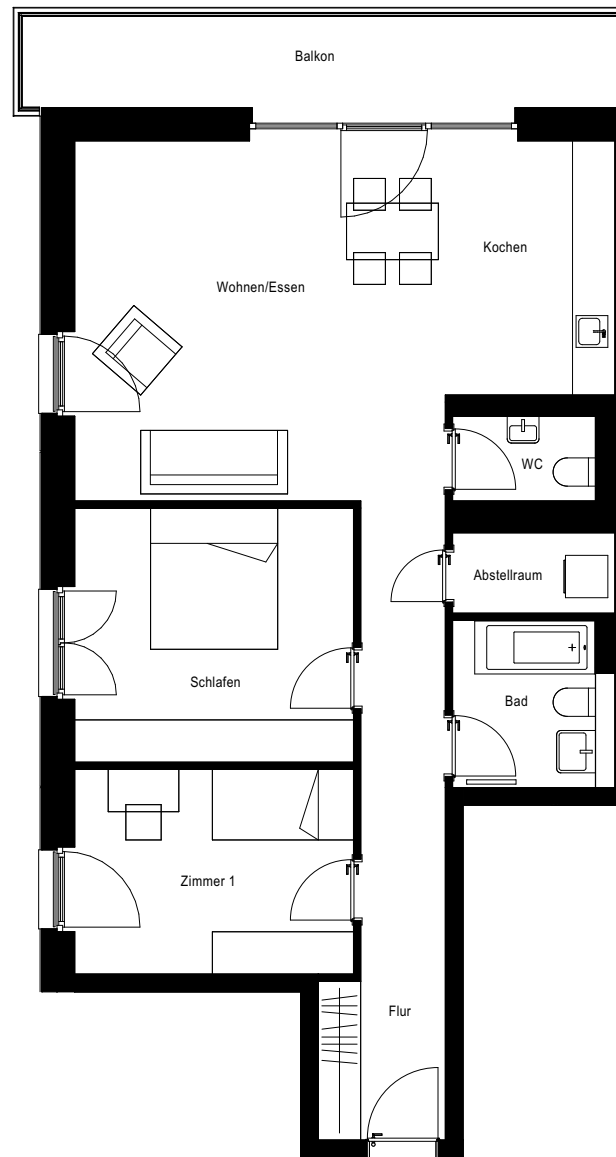 Balkon
Kochen
Wohnen/Essen
WC
Abstellraum
Schlafen
Bad
Zimmer 1
Flur